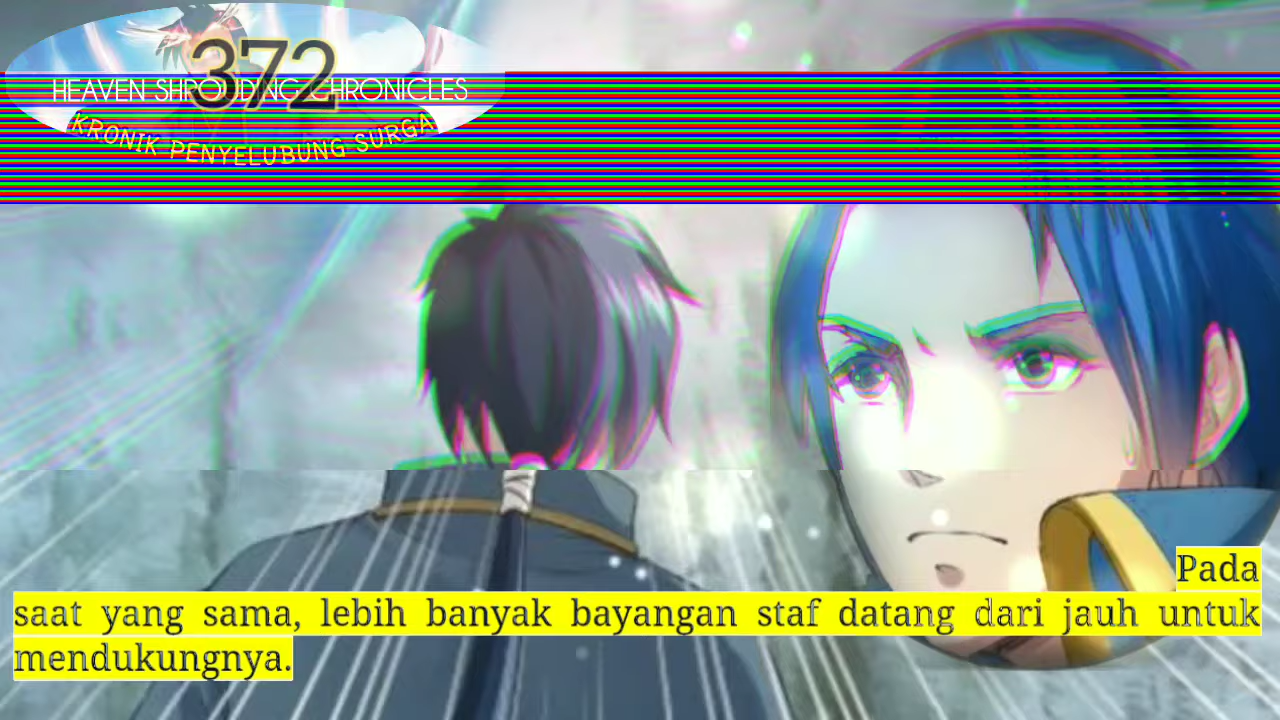 372
HEAVEN SHROUDING CHRONICLES
KRONIK PENYELUBUNG SURGA
Pada
saat yang sama, lebih banyak bayangan staf datang dari jauh untuk
mendukungnya.